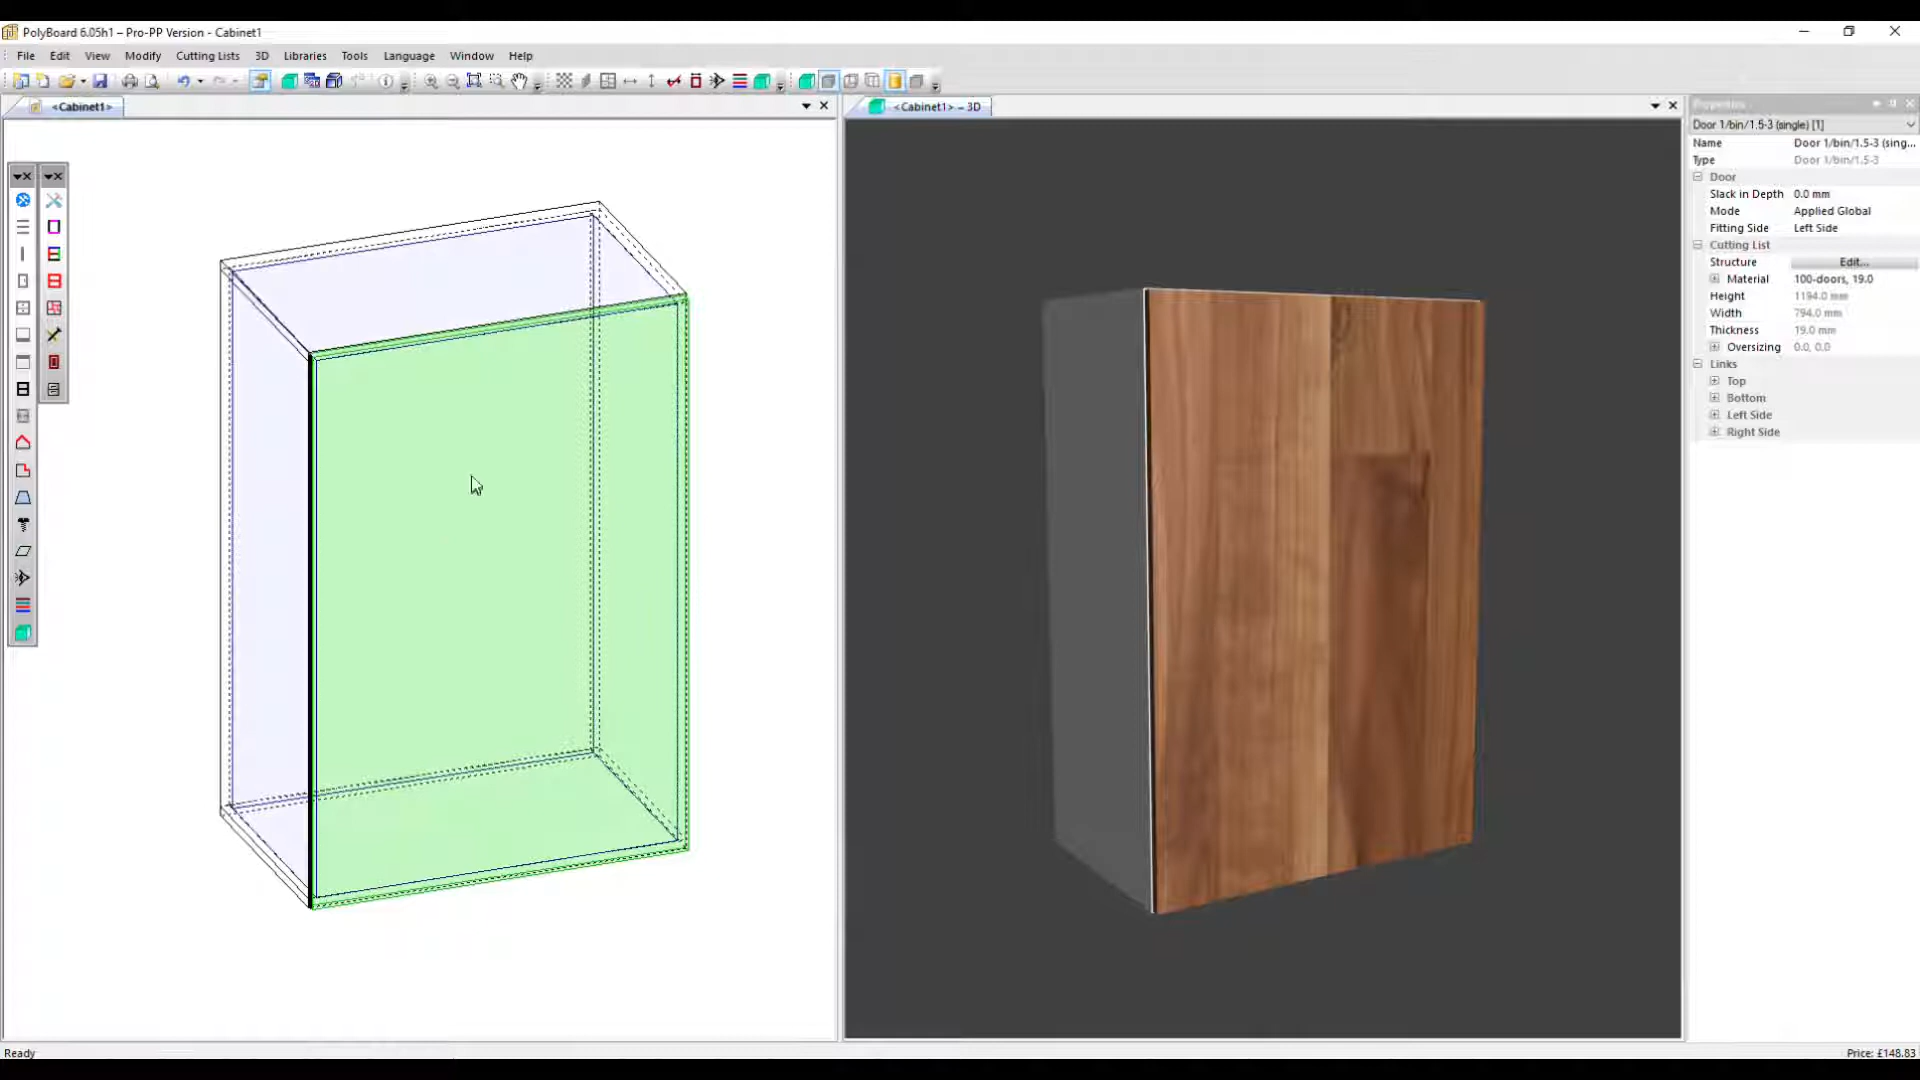 PolyBoard 6.05h1 – Pro-PP Version - Cabinet1
File Edit View Modify Cutting Lists 3D Libraries Tools Language Window Help
<Cabinet1>
<Cabinet1> – 3D
Properties
Door 1/bin/1.5-3 (single) [1]
Name Door 1/bin/1.5-3 (sing...
Type Door 1/bin/1.5-3
Door
Slack in Depth 0.0 mm
Mode Applied Global
Fitting Side Left Side
Cutting List
Structure Edit...
Material 100-doors, 19.0
Height 1194.0 mm
Width 794.0 mm
Thickness 19.0 mm
Oversizing 0.0, 0.0
Links
Top
Bottom
Left Side
Right Side
Ready
Price: £148.83